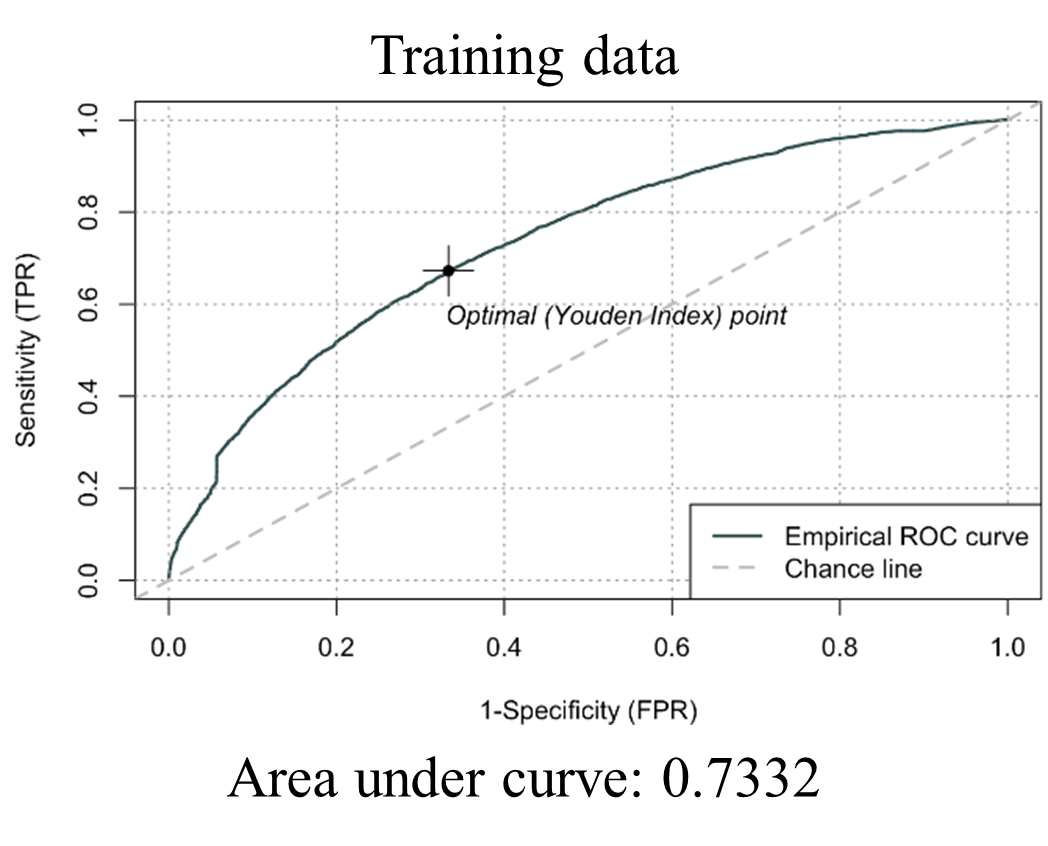 Training data
Sensitivity (TPR)
1.0
0.8
0.6
0.4
0.2
0.0
Optimal (Youden Index) point
Empirical ROC curve
Chance line
0.0 0.2 0.4 0.6 0.8 1.0
1-Specificity (FPR)
Area under curve: 0.7332